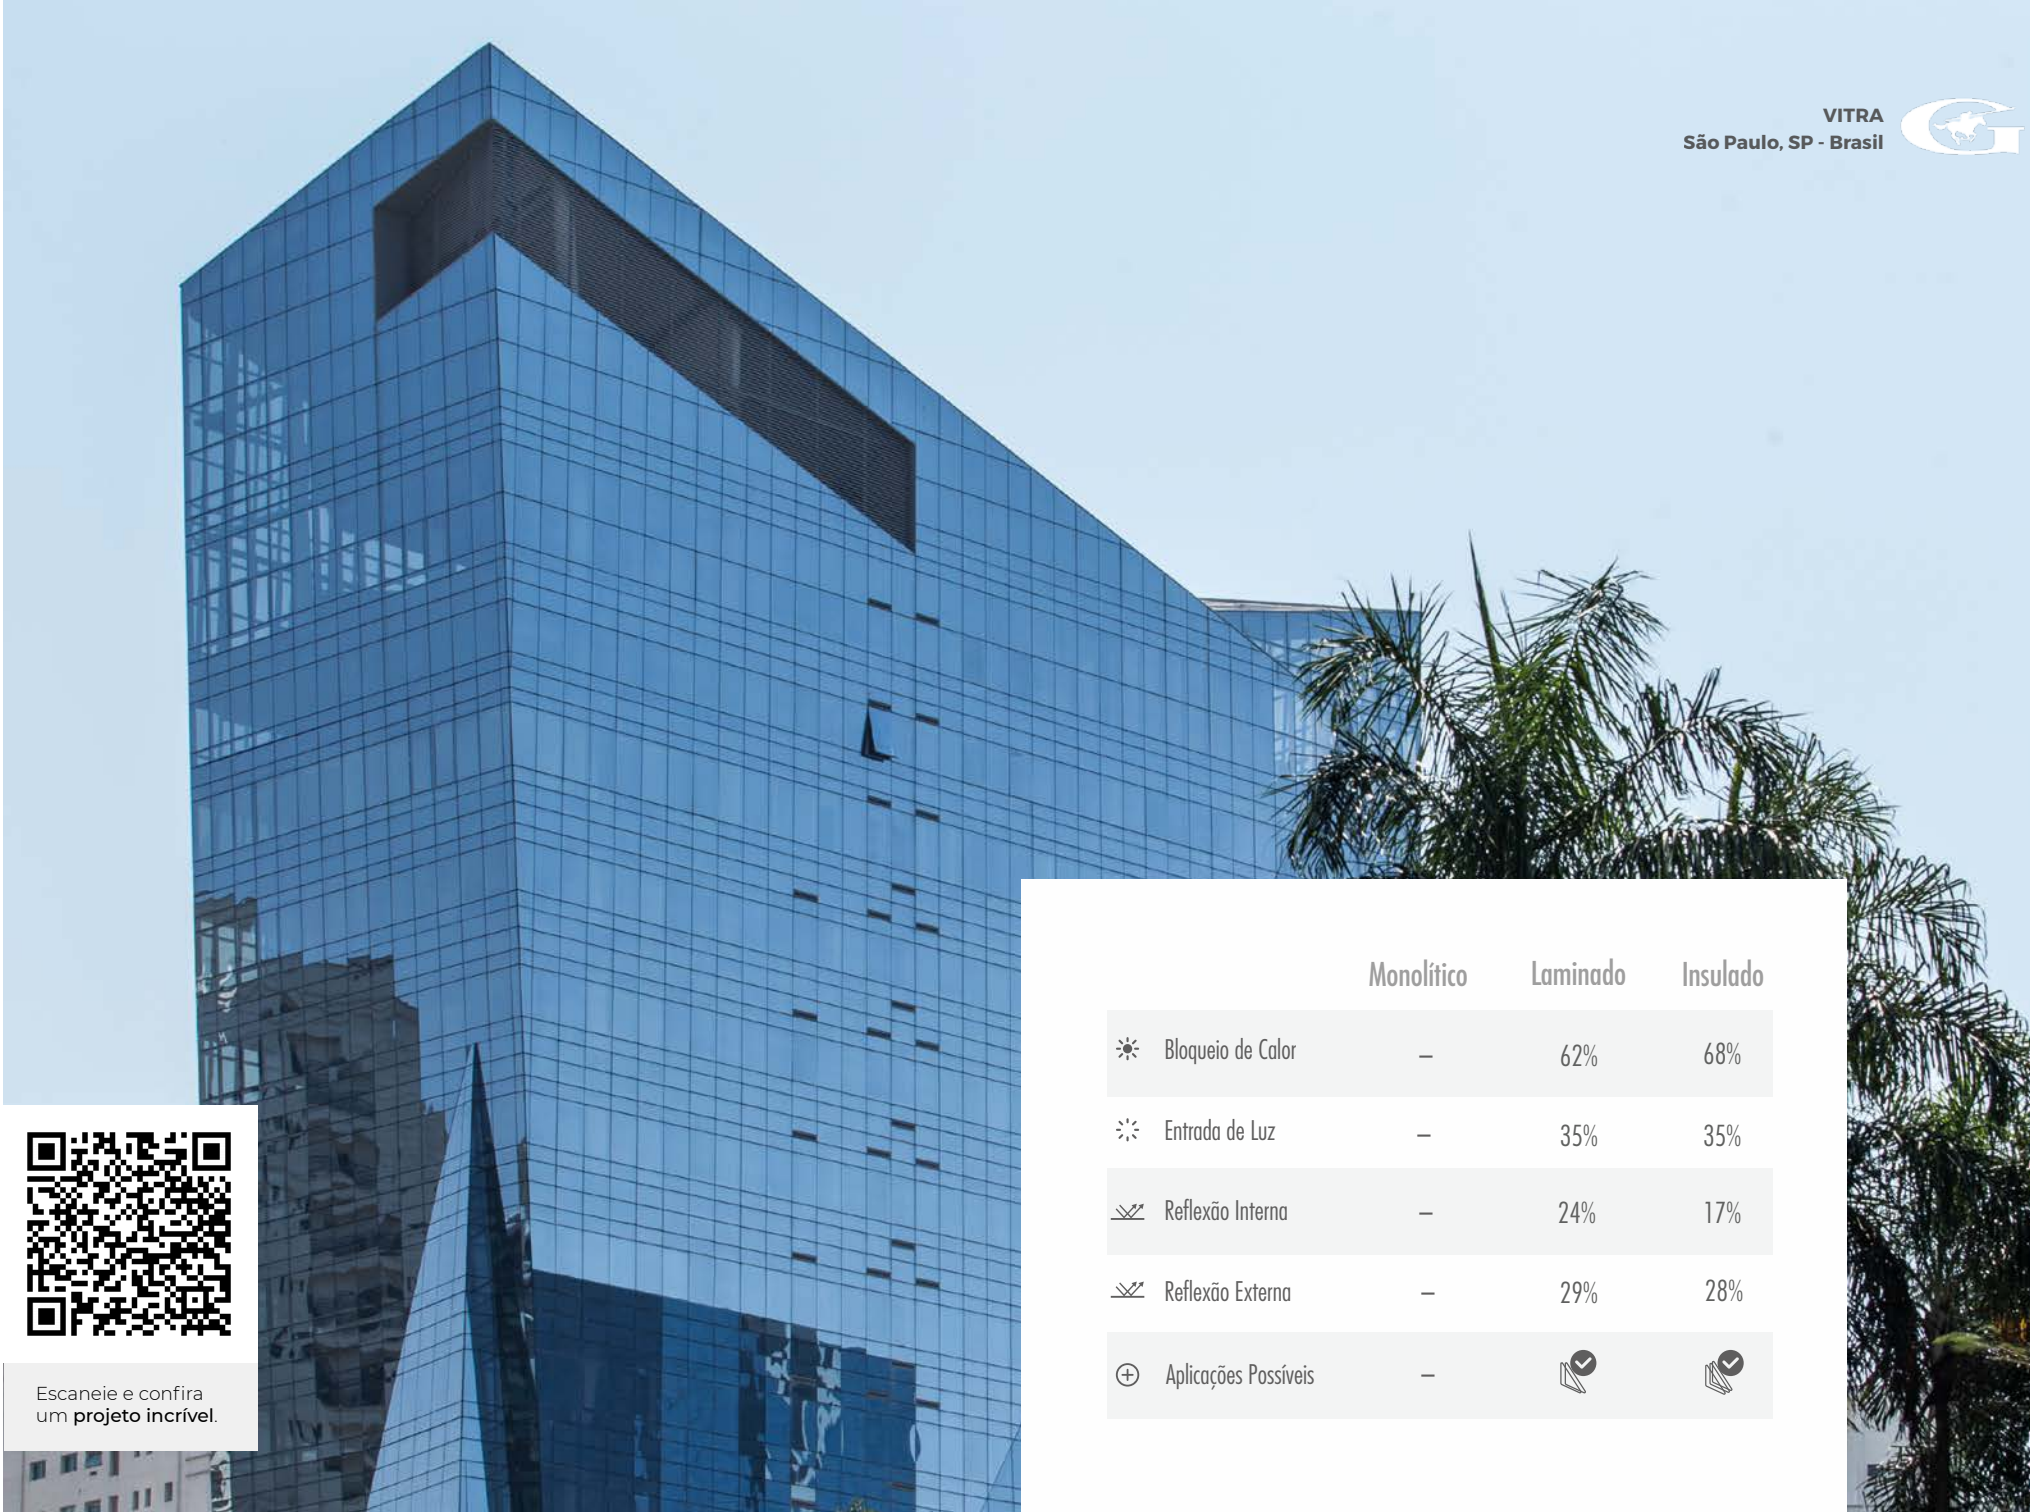 VITRA
São Paulo, SP - Brasil
Monolítico Laminado Insulado
Bloqueio de Calor – 62% 68%
Entrada de Luz – 35% 35%
Reflexão Interna – 24% 17%
Reflexão Externa – 29% 28%
Aplicações Possíveis –
Escaneie e confira
um projeto incrível.